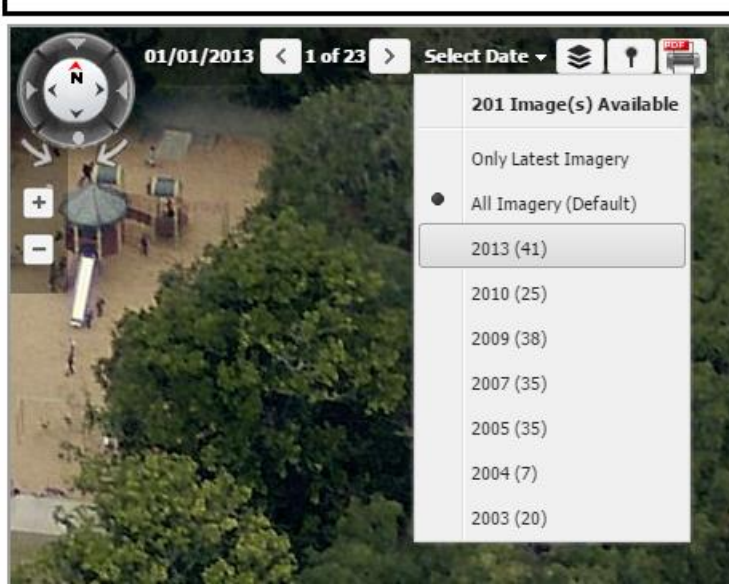 01/01/2013 < 1 of 23 > Select Date PDF
N
201 Image(s) Available
Only Latest Imagery
+
All Imagery (Default)
−
2013 (41)
2010 (25)
2009 (38)
2007 (35)
2005 (35)
2004 (7)
2003 (20)